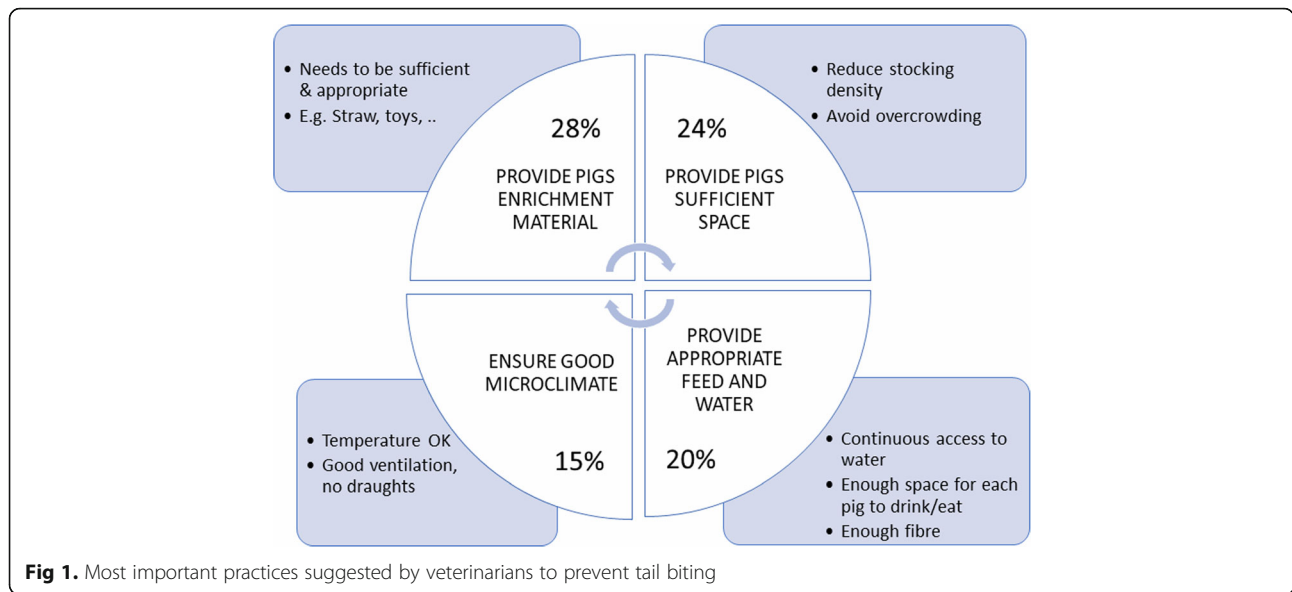 • Needs to be sufficient
& appropriate
• E.g. Straw, toys, ..
28%
PROVIDE PIGS
ENRICHMENT
MATERIAL
24%
PROVIDE PIGS
SUFFICIENT
SPACE
• Reduce stocking
density
• Avoid overcrowding
ENSURE GOOD
MICROCLIMATE
15%
• Temperature OK
• Good ventilation,
no draughts
PROVIDE
APPROPRIATE
FEED AND
WATER
20%
• Continuous access to
water
• Enough space for each
pig to drink/eat
• Enough fibre
Fig 1. Most important practices suggested by veterinarians to prevent tail biting